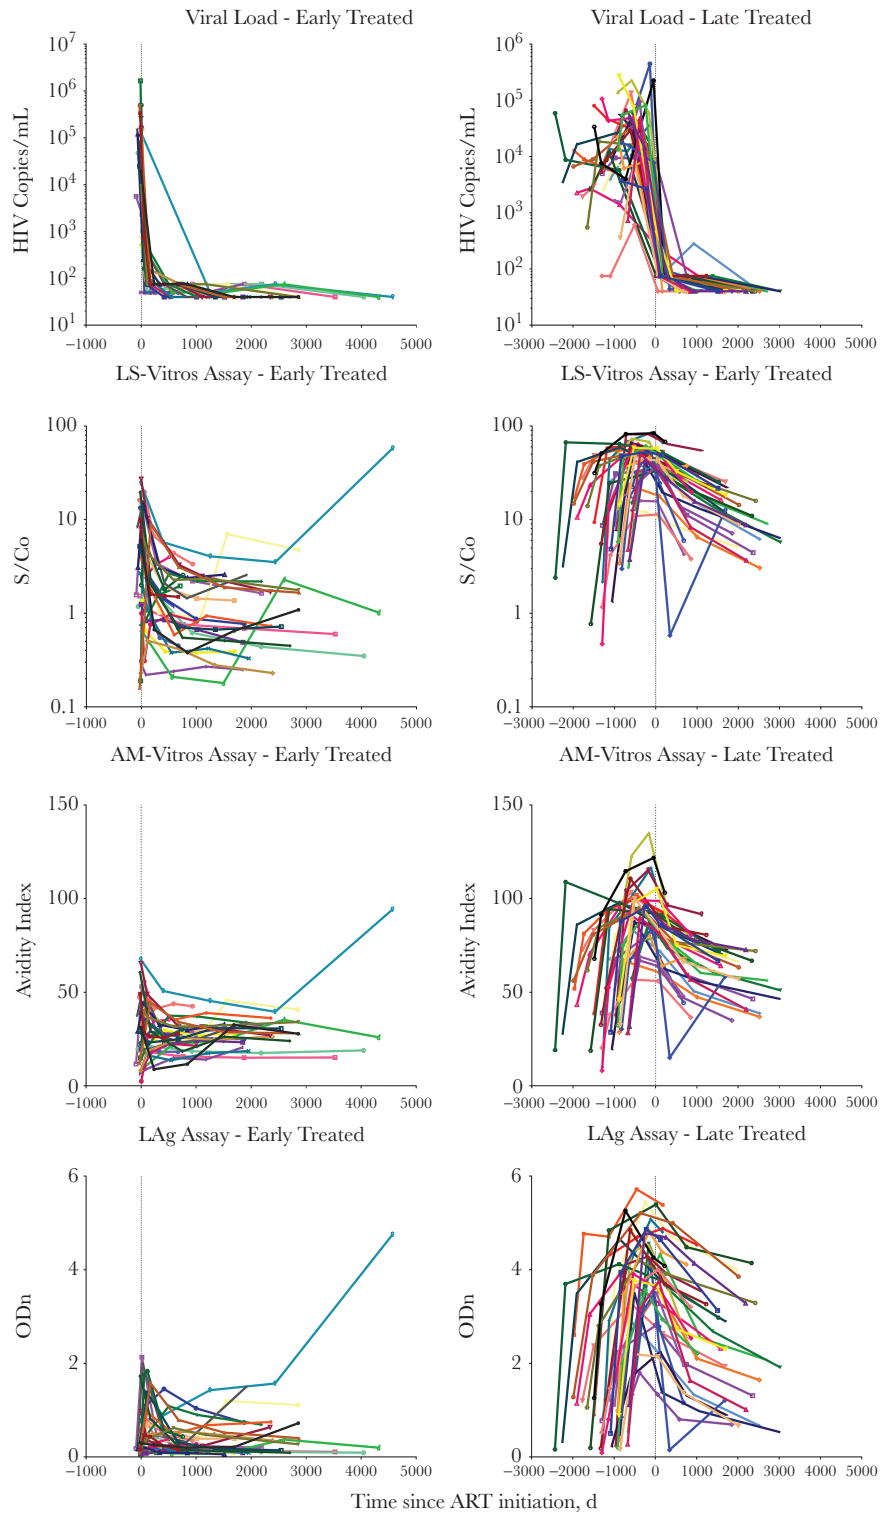 Viral Load - Early Treated
Viral Load - Late Treated
HIV Copies/mL
10^7
10^6
10^5
10^4
10^3
10^2
10^1
−1000 0 1000 2000 3000 4000 5000
HIV Copies/mL
10^6
10^5
10^4
10^3
10^2
10^1
−3000 −2000 −1000 0 1000 2000 3000 4000 5000
LS-Vitros Assay - Early Treated
LS-Vitros Assay - Early Treated
S/Co
100
10
1
0.1
−1000 0 1000 2000 3000 4000 5000
S/Co
100
10
1
0.1
−3000 −2000 −1000 0 1000 2000 3000 4000 5000
AM-Vitros Assay - Early Treated
AM-Vitros Assay - Late Treated
Avidity Index
150
100
50
0
−1000 0 1000 2000 3000 4000 5000
Avidity Index
150
100
50
0
−3000 −2000 −1000 0 1000 2000 3000 4000 5000
LAg Assay - Early Treated
LAg Assay - Late Treated
ODn
6
4
2
0
−1000 0 1000 2000 3000 4000 5000
ODn
6
4
2
0
−3000 −2000 −1000 0 1000 2000 3000 4000 5000
Time since ART initiation, d